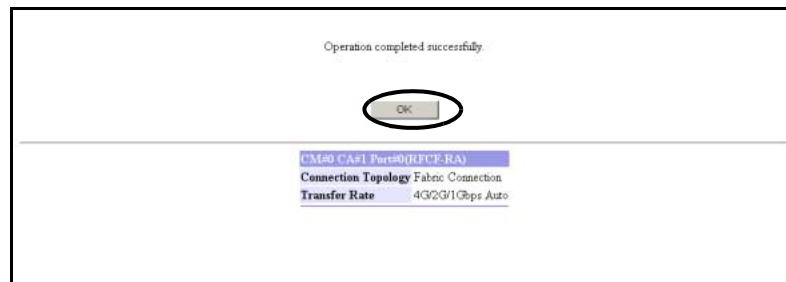 Operation completed successfully.
OK
CM#0 CA#1 Port#0(RFCF-RA)
Connection Topology Fabric Connection
Transfer Rate 4G/2G/1Gbps Auto